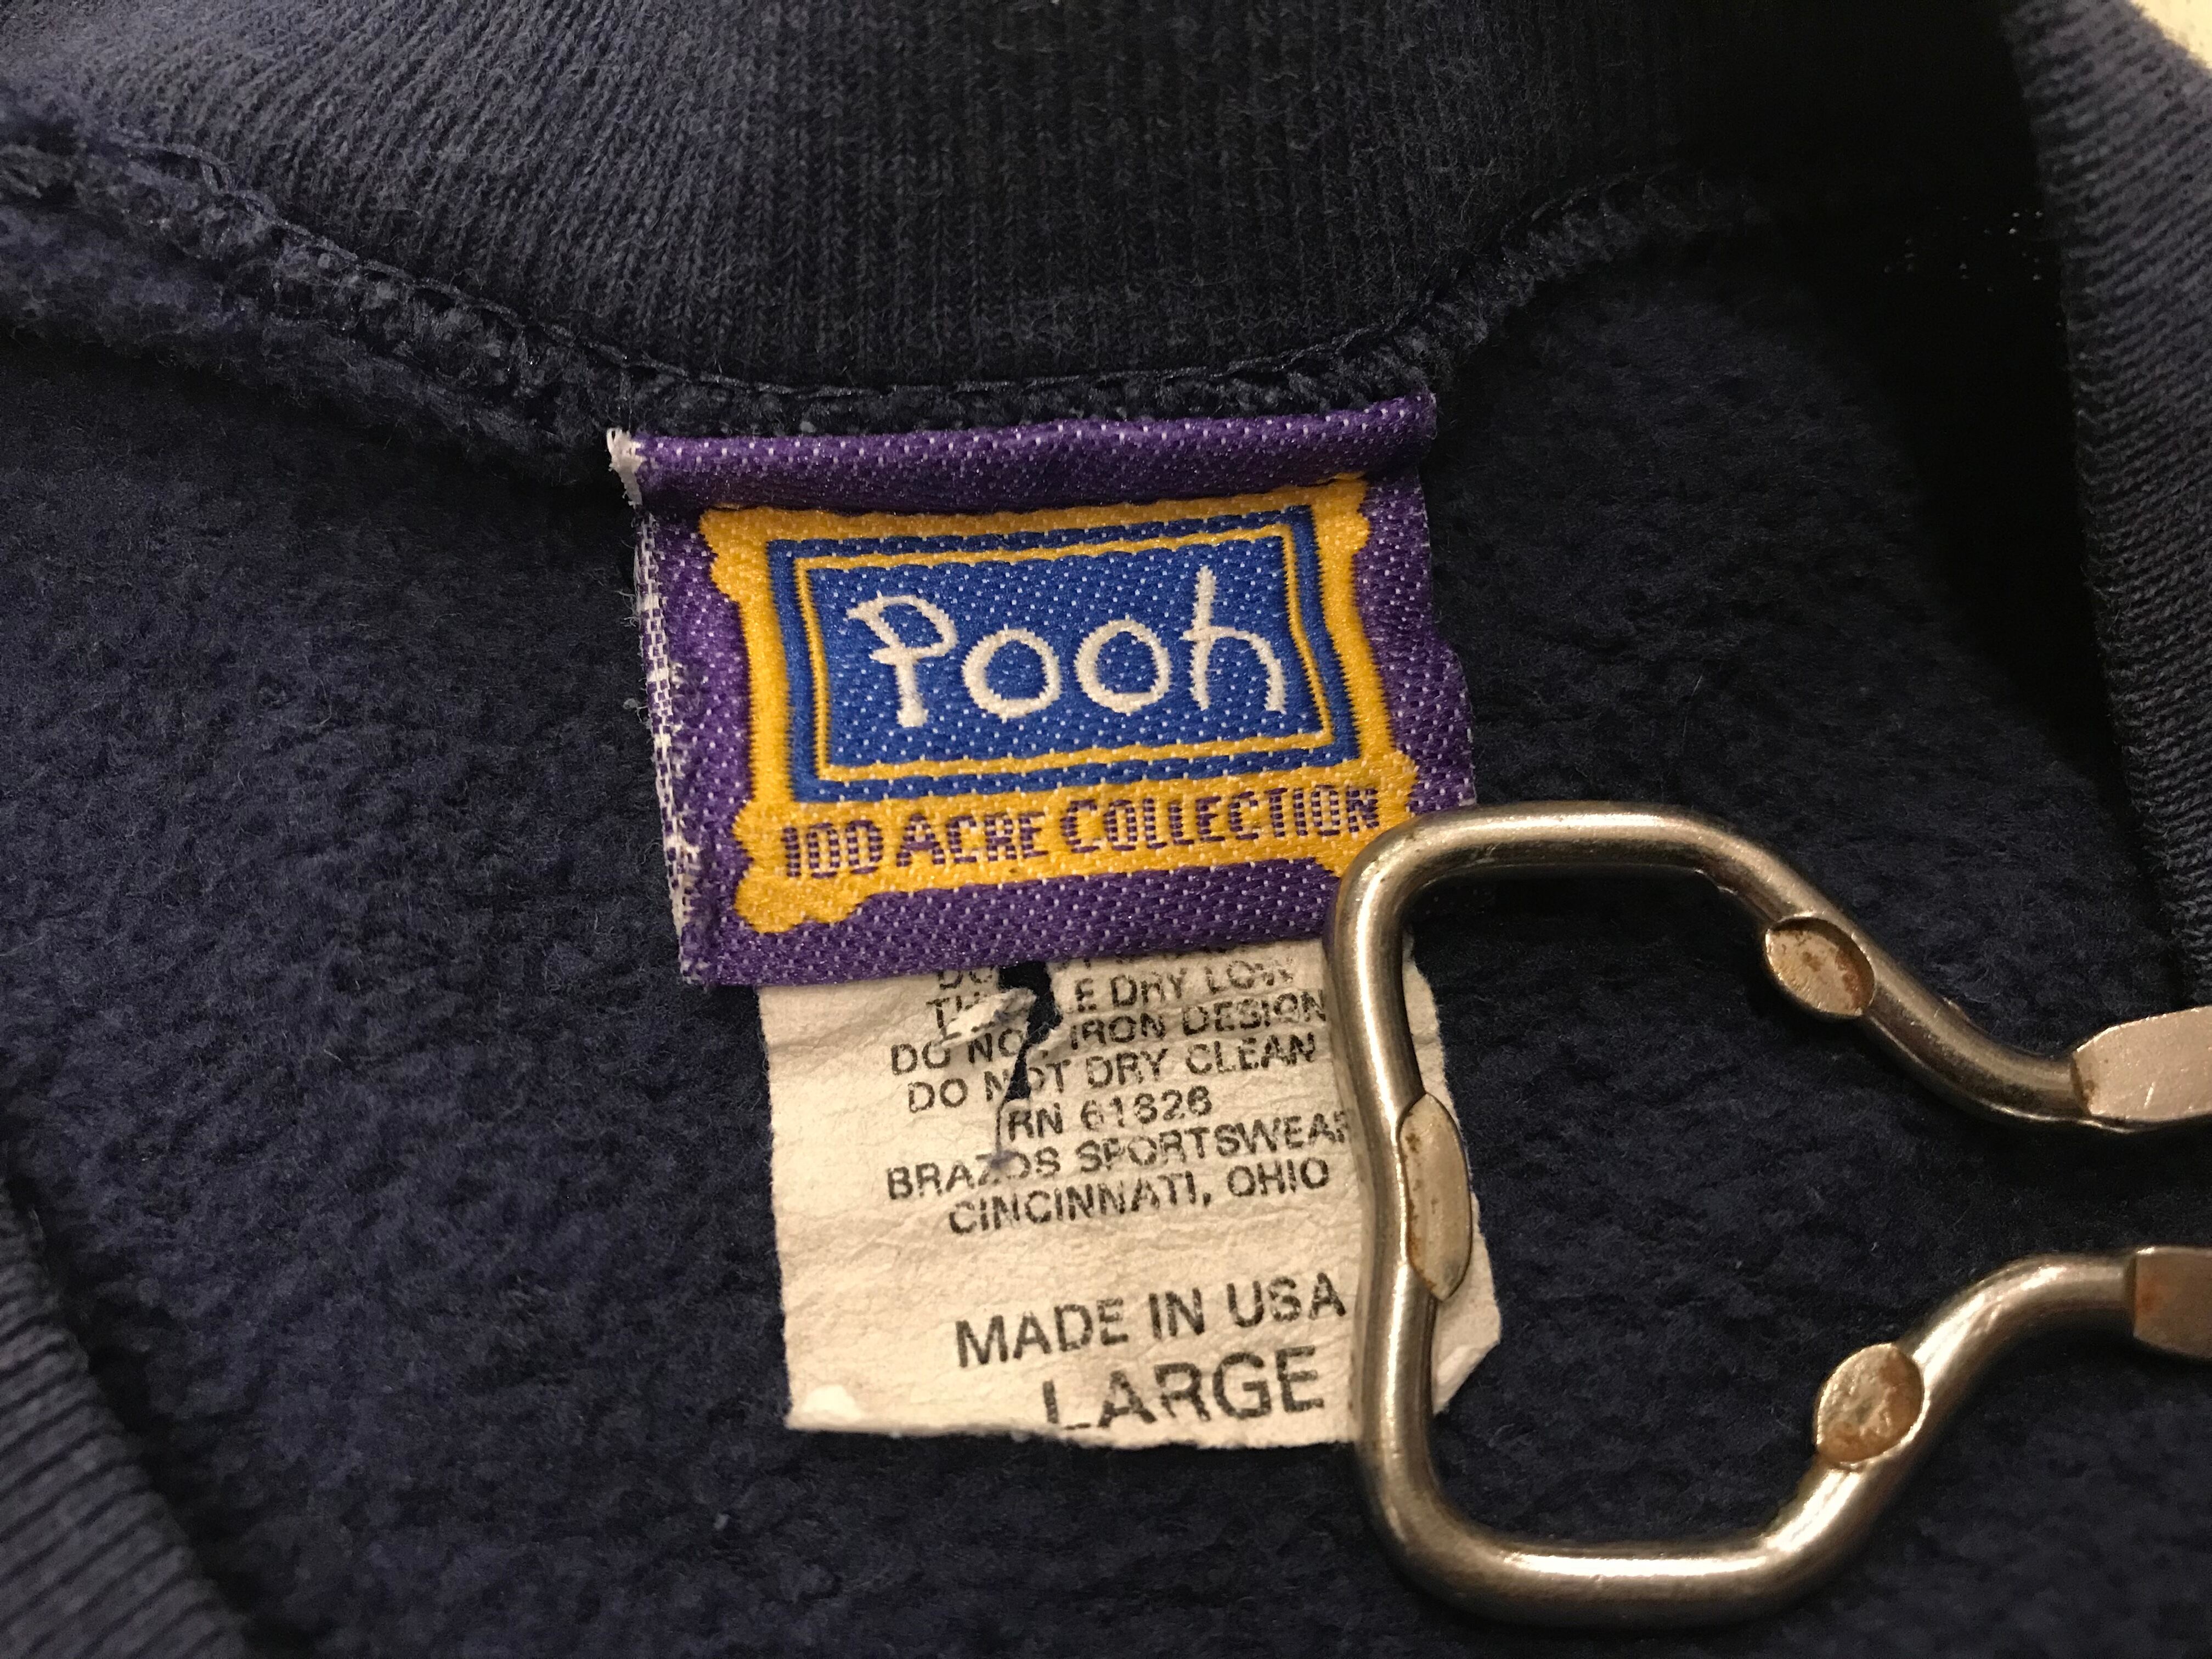 Pooh
100 ACRE COLLECTION
DRY LOW
DO NOT IRON DESIGN
DO NOT DRY CLEAN
RN 61626
BRAZOS SPORTSWEAR
CINCINNATI, OHIO
MADE IN USA
LARGE